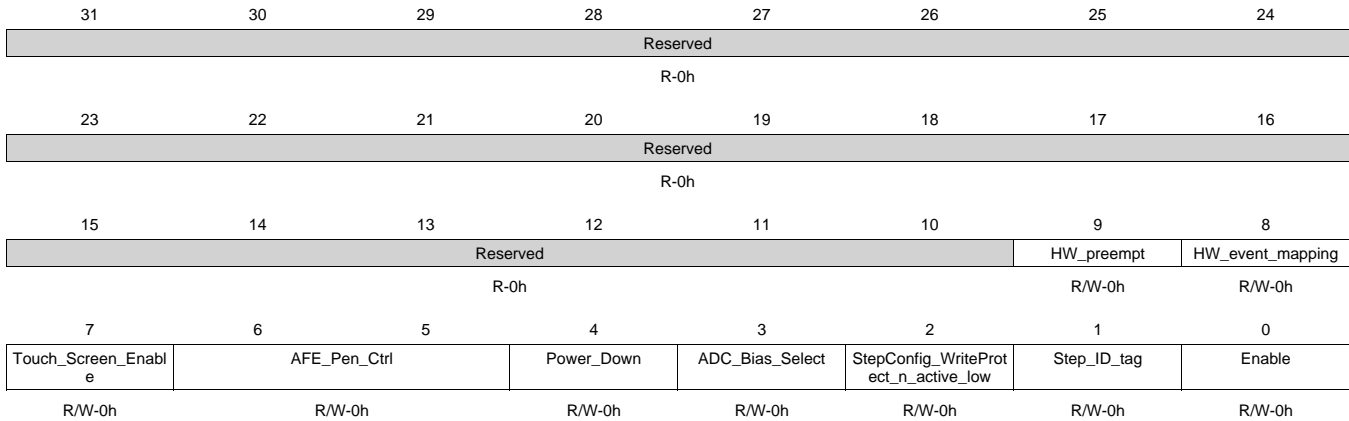 31 30 29 28 27 26 25 24
Reserved
R-0h
23 22 21 20 19 18 17 16
Reserved
R-0h
15 14 13 12 11 10 9 8
Reserved HW_preempt HW_event_mapping
R-0h R/W-0h R/W-0h
7 6 5 4 3 2 1 0
Touch_Screen_Enabl AFE_Pen_Ctrl Power_Down ADC_Bias_Select StepConfig_WriteProt Step_ID_tag Enable
e ect_n_active_low
R/W-0h R/W-0h R/W-0h R/W-0h R/W-0h R/W-0h R/W-0h